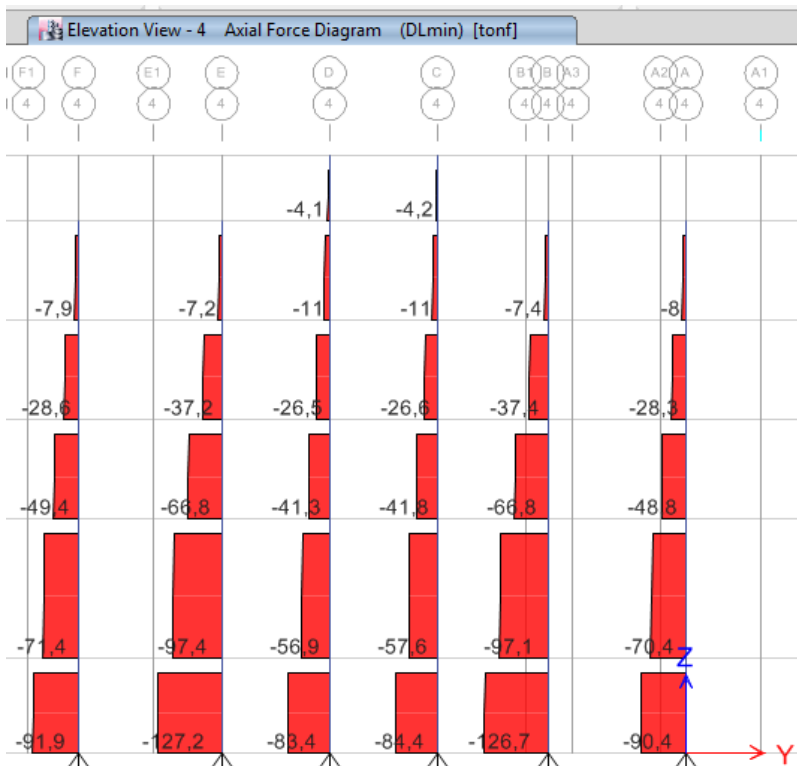 Elevation View - 4 Axial Force Diagram (DLmin) [tonf]
F1 F E1 E D C B1 B A3 A2 A A1
4 4 4 4 4 4 4 4 4 4 4 4
-4,1 -4,2
-7,9 -7,2 -11 -11 -7,4 -8
-28,6 -37,2 -26,5 -26,6 -37,4 -28,3
-49,4 -66,8 -41,3 -41,8 -66,8 -48,8
-71,4 -97,4 -56,9 -57,6 -97,1 -70,4
Z
-91,9 -127,2 -83,4 -84,4 -126,7 -90,4
Y